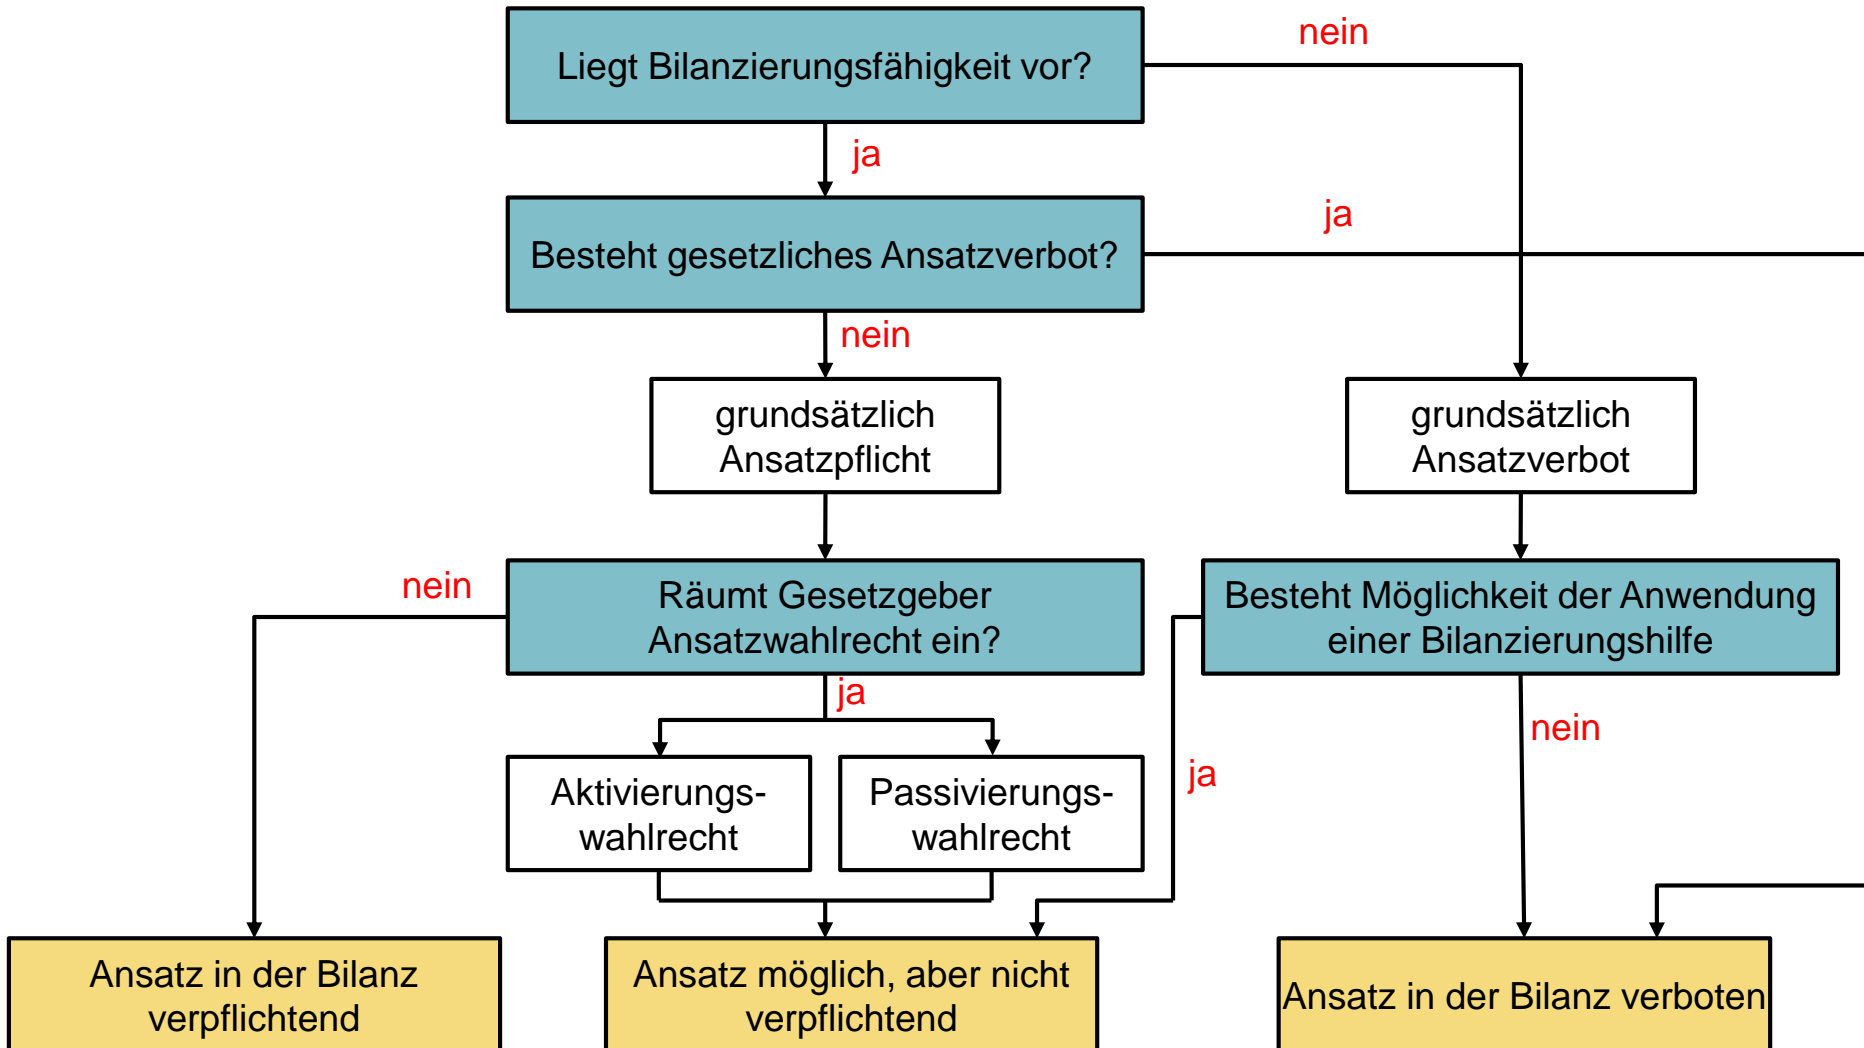 Liegt Bilanzierungsfähigkeit vor?
nein
ja
Besteht gesetzliches Ansatzverbot?
ja
nein
grundsätzlich
Ansatzpflicht
grundsätzlich
Ansatzverbot
nein
Räumt Gesetzgeber
Ansatzwahlrecht ein?
Besteht Möglichkeit der Anwendung
einer Bilanzierungshilfe
ja
nein
ja
Aktivierungs-
wahlrecht
Passivierungs-
wahlrecht
Ansatz in der Bilanz
verpflichtend
Ansatz möglich, aber nicht
verpflichtend
Ansatz in der Bilanz verboten